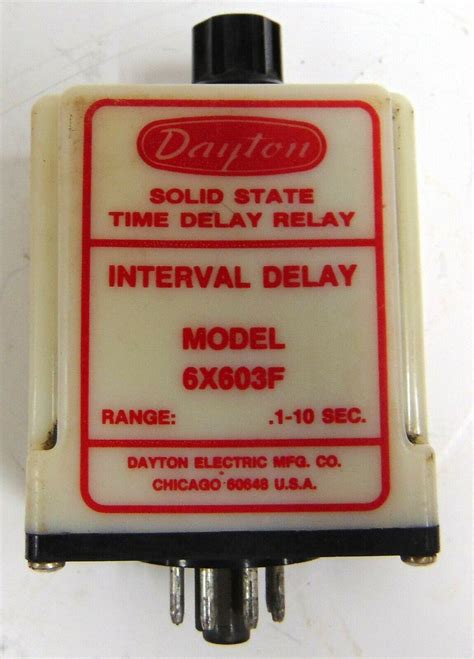 Dayton
SOLID STATE
TIME DELAY RELAY
INTERVAL DELAY
MODEL
6X603F
RANGE: .1-10 SEC.
DAYTON ELECTRIC MFG. CO.
CHICAGO 60648 U.S.A.